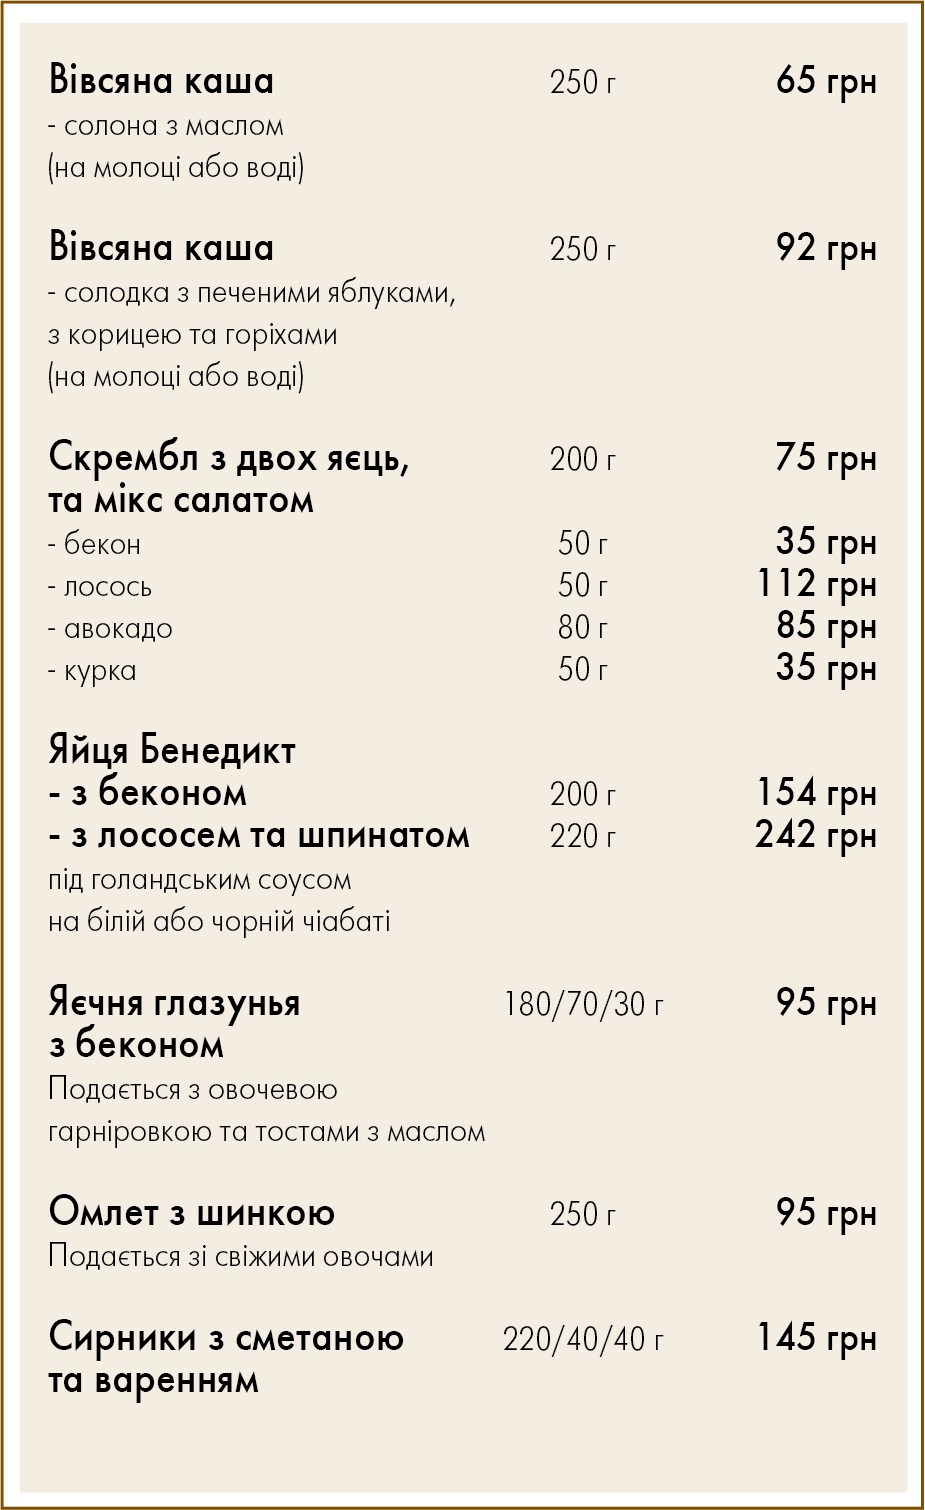 Вівсяна каша 250 г 65 грн
- солона з маслом
(на молоці або воді)
Вівсяна каша 250 г 92 грн
- солодка з печеними яблуками,
з корицею та горіхами
(на молоці або воді)
Скрембл з двох яєць, 200 г 75 грн
та мікс салатом
- бекон 50 г 35 грн
- лосось 50 г 112 грн
- авокадо 80 г 85 грн
- курка 50 г 35 грн
Яйця Бенедикт
- з беконом 200 г 154 грн
- з лососем та шпинатом 220 г 242 грн
під голандським соусом
на білій або чорній чіабаті
Яєчня глазунья 180/70/30 г 95 грн
з беконом
Подається з овочевою
гарніровкою та тостами з маслом
Омлет з шинкою 250 г 95 грн
Подається зі свіжими овочами
Сирники з сметаною 220/40/40 г 145 грн
та варенням